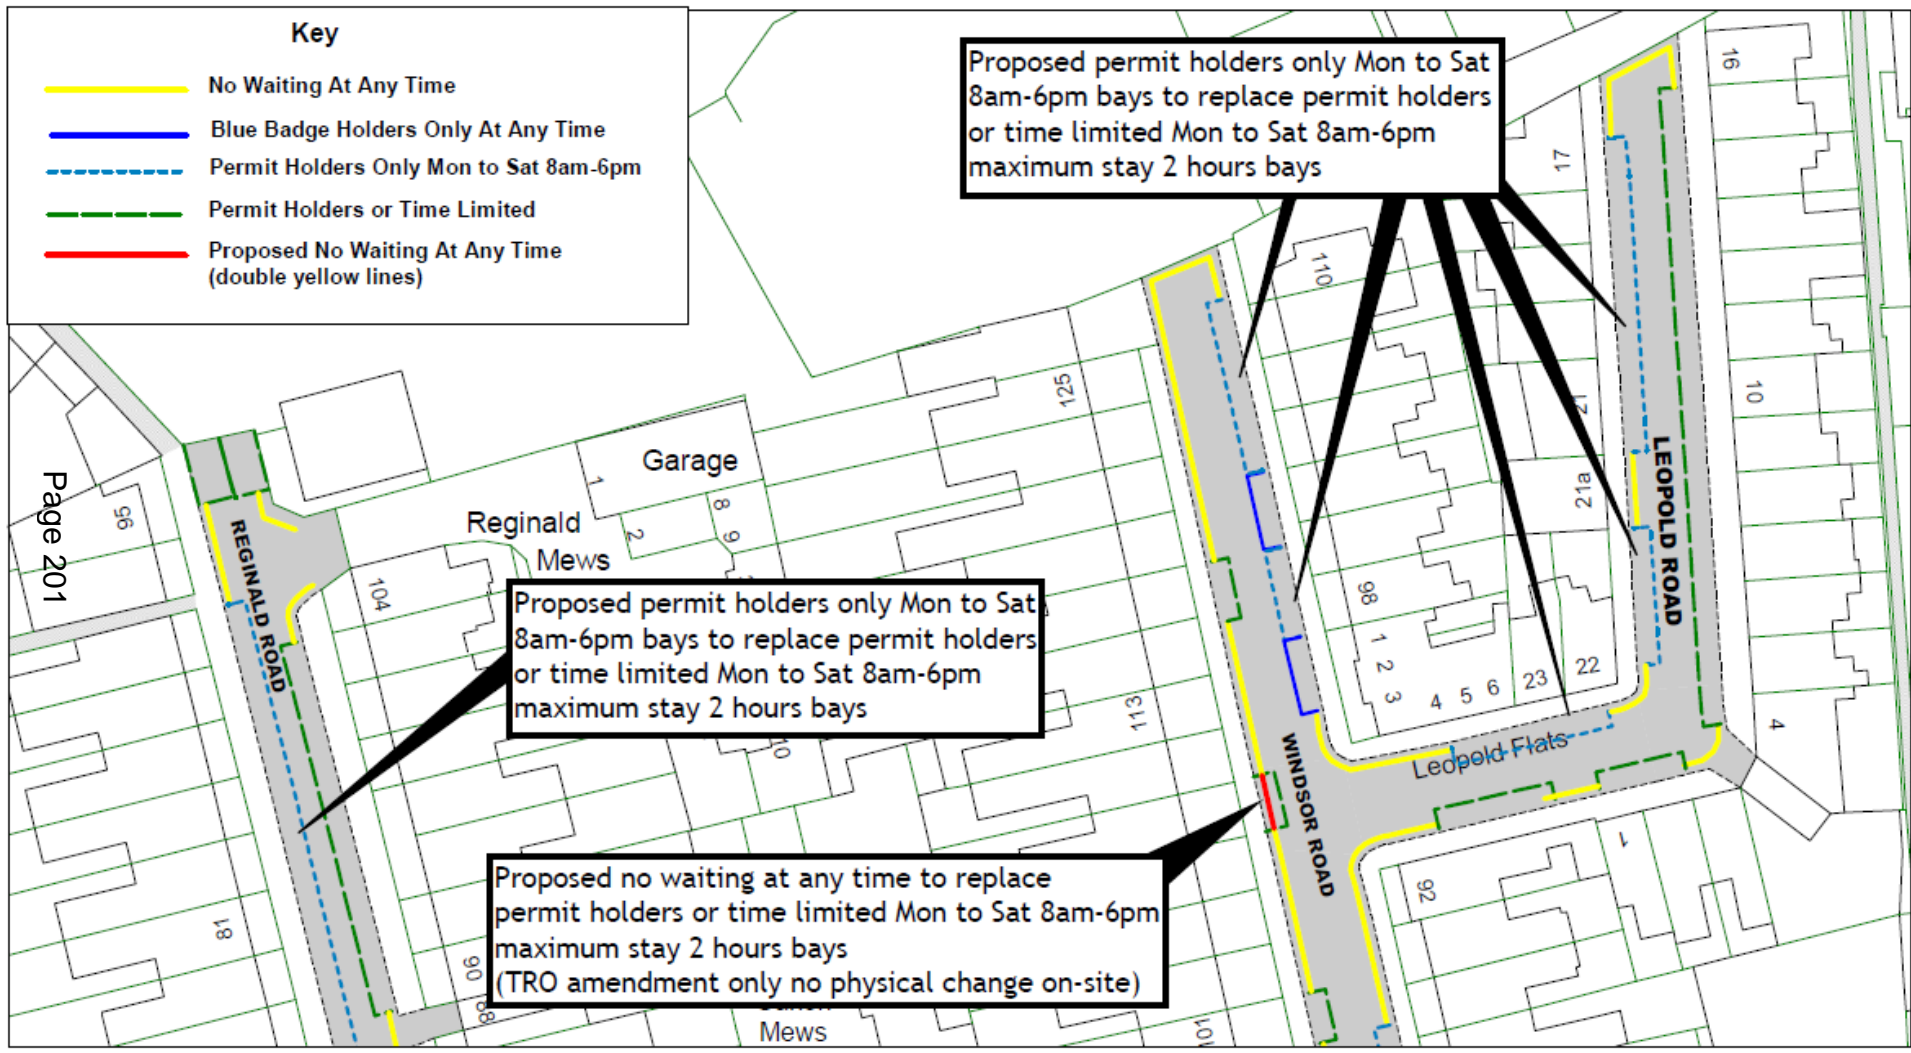 Key
No Waiting At Any Time
Blue Badge Holders Only At Any Time
Permit Holders Only Mon to Sat 8am-6pm
Permit Holders or Time Limited
Proposed No Waiting At Any Time
(double yellow lines)
Proposed permit holders only Mon to Sat
8am-6pm bays to replace permit holders
or time limited Mon to Sat 8am-6pm
maximum stay 2 hours bays
16
17
110
125
10
21
21a
LEOPOLD ROAD
Garage
1
2
8
9
Reginald
Mews
Page 201
95
REGINALD ROAD
104
98
1
2
3
4
5
6
23
22
Proposed permit holders only Mon to Sat
8am-6pm bays to replace permit holders
or time limited Mon to Sat 8am-6pm
maximum stay 2 hours bays
10
113
4
Leopold Flats
WINDSOR ROAD
1
92
Proposed no waiting at any time to replace
permit holders or time limited Mon to Sat 8am-6pm
maximum stay 2 hours bays
(TRO amendment only no physical change on-site)
81
90
88
Mews
101